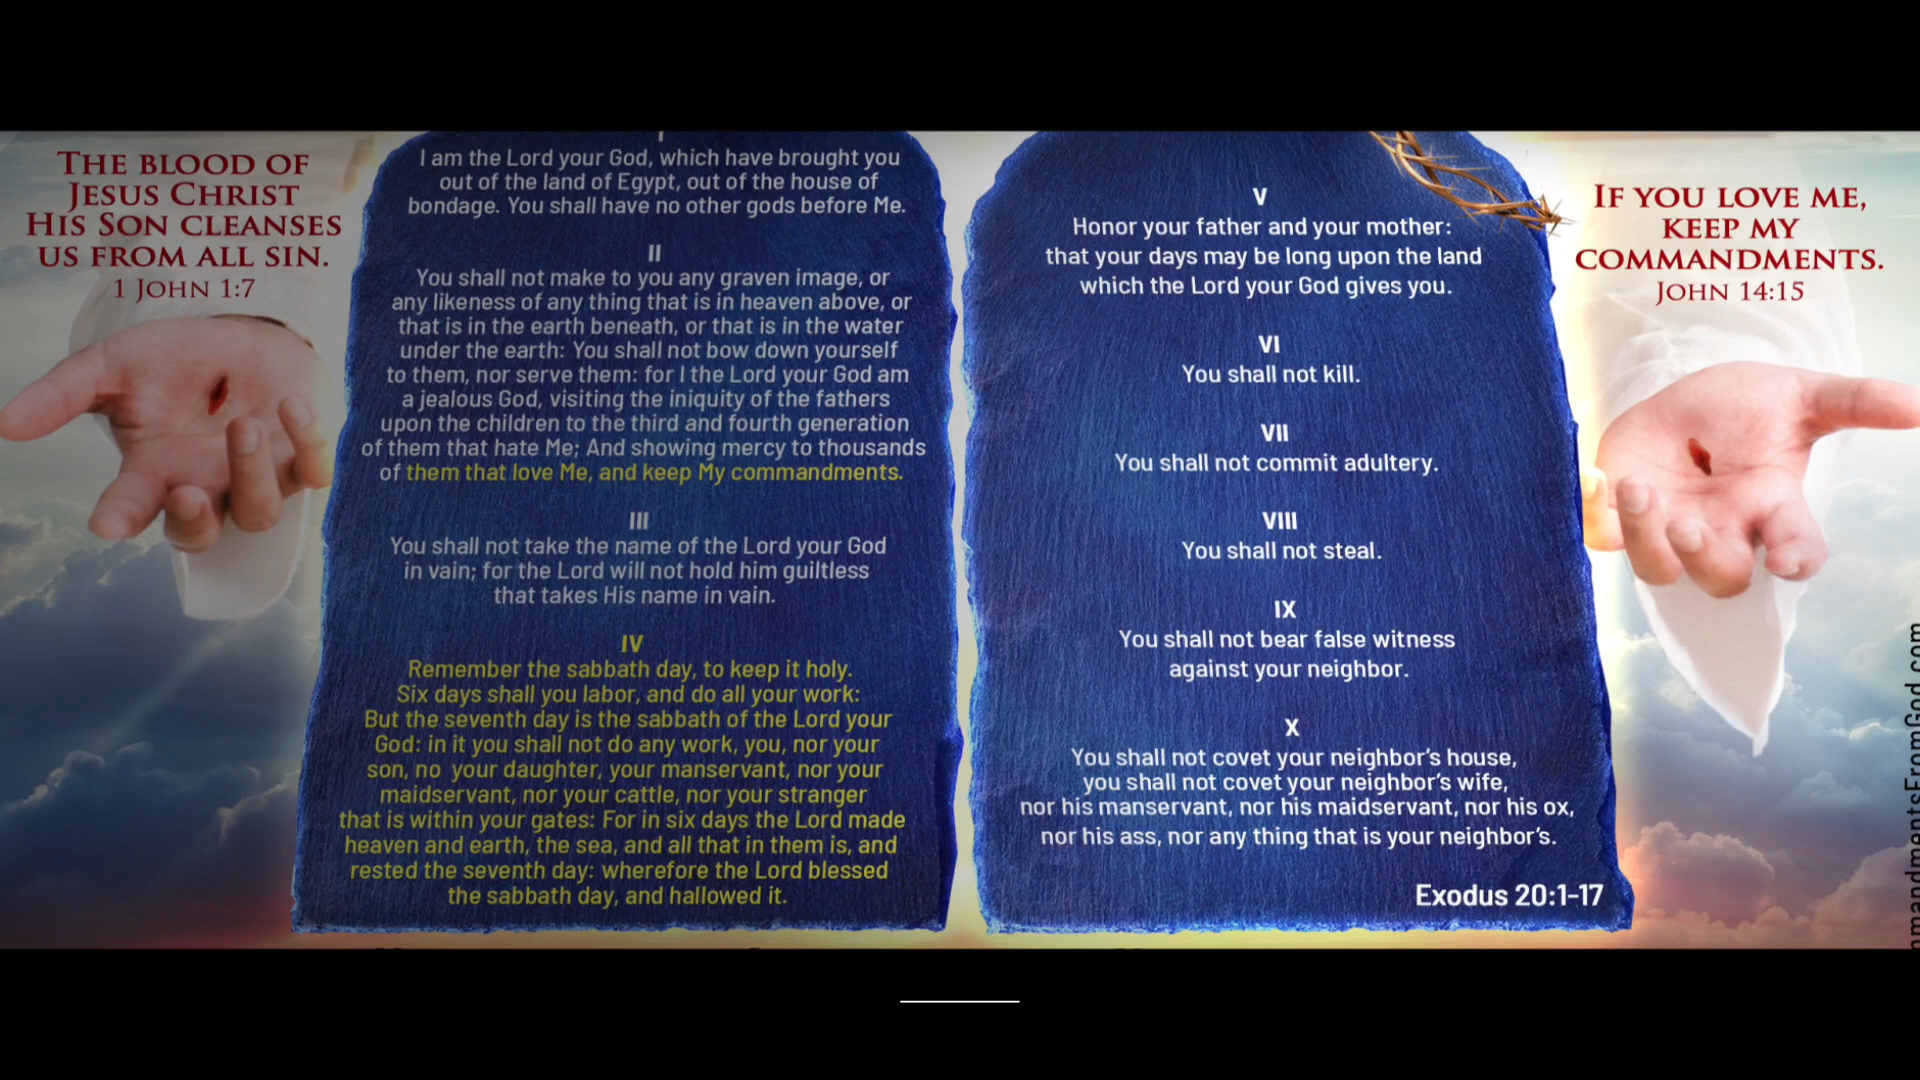 THE BLOOD OF
JESUS CHRIST
HIS SON CLEANSES
US FROM ALL SIN.
1 JOHN 1:7
I
I am the Lord your God, which have brought you
out of the land of Egypt, out of the house of
bondage. You shall have no other gods before Me.
II
You shall not make to you any graven image, or
any likeness of any thing that is in heaven above, or
that is in the earth beneath, or that is in the water
under the earth: You shall not bow down yourself
to them, nor serve them: for I the Lord your God am
a jealous God, visiting the iniquity of the fathers
upon the children to the third and fourth generation
of them that hate Me; And showing mercy to thousands
of them that love Me, and keep My commandments.
III
You shall not take the name of the Lord your God
in vain; for the Lord will not hold him guiltless
that takes His name in vain.
IV
Remember the sabbath day, to keep it holy.
Six days shall you labor, and do all your work:
But the seventh day is the sabbath of the Lord your
God: in it you shall not do any work, you, nor your
son, no your daughter, your manservant, nor your
maidservant, nor your cattle, nor your stranger
that is within your gates: For in six days the Lord made
heaven and earth, the sea, and all that in them is, and
rested the seventh day: wherefore the Lord blessed
the sabbath day, and hallowed it.
V
Honor your father and your mother:
that your days may be long upon the land
which the Lord your God gives you.
VI
You shall not kill.
VII
You shall not commit adultery.
VIII
You shall not steal.
IX
You shall not bear false witness
against your neighbor.
X
You shall not covet your neighbor's house,
you shall not covet your neighbor's wife,
nor his manservant, nor his maidservant, nor his ox,
nor his ass, nor any thing that is your neighbor's.
Exodus 20:1-17
IF YOU LOVE ME,
KEEP MY
COMMANDMENTS.
JOHN 14:15
mmandmentsFromGod.com